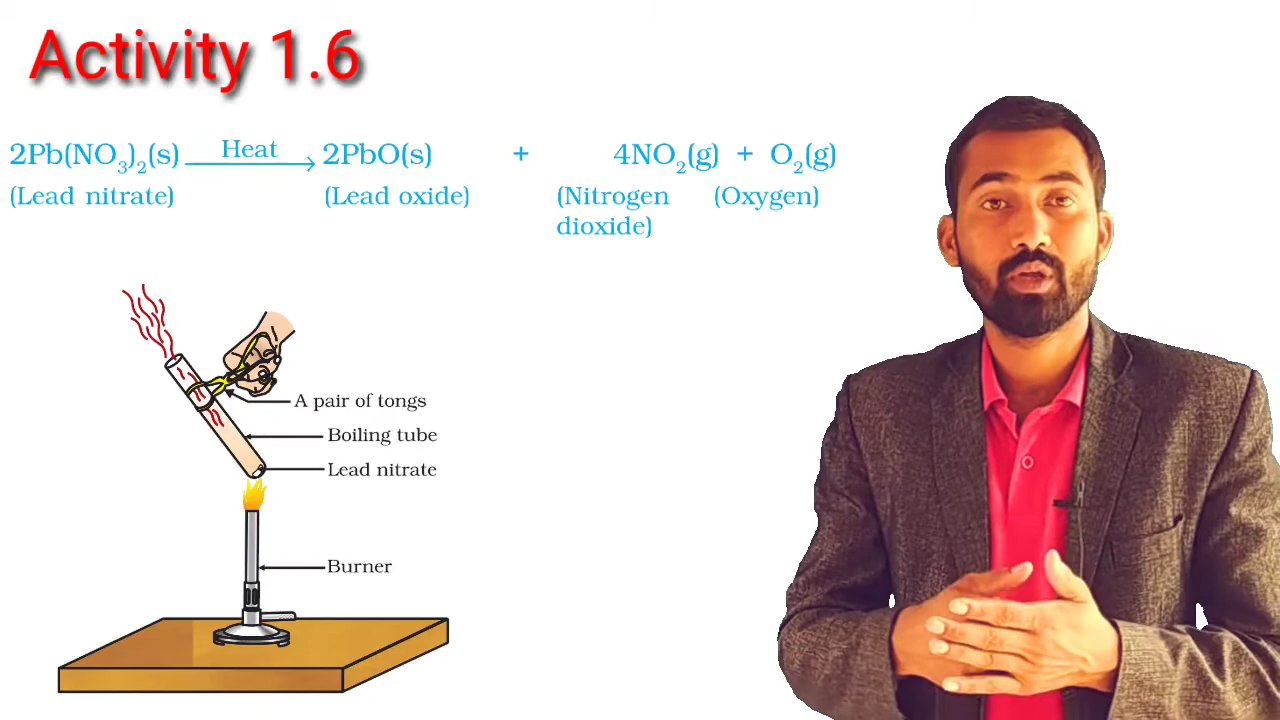 Activity 1.6
2Pb(NO₃)₂(s) Heat → 2PbO(s) + 4NO₂(g) + O₂(g)
(Lead nitrate) (Lead oxide) (Nitrogen (Oxygen)
dioxide)
A pair of tongs
Boiling tube
Lead nitrate
Burner